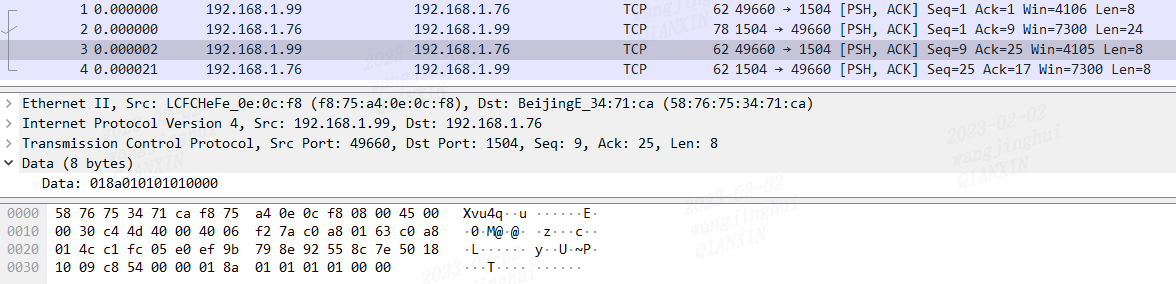 1 0.000000 192.168.1.99 192.168.1.76 TCP 62 49660 → 1504 [PSH, ACK] Seq=1 Ack=1 Win=4106 Len=8
2 0.000000 192.168.1.76 192.168.1.99 TCP 78 1504 → 49660 [PSH, ACK] Seq=1 Ack=9 Win=7300 Len=24
3 0.000002 192.168.1.99 192.168.1.76 TCP 62 49660 → 1504 [PSH, ACK] Seq=9 Ack=25 Win=4105 Len=8
4 0.000021 192.168.1.76 192.168.1.99 TCP 62 1504 → 49660 [PSH, ACK] Seq=25 Ack=17 Win=7300 Len=8
Ethernet II, Src: LCFCHeFe_0e:0c:f8 (f8:75:a4:0e:0c:f8), Dst: BeijingE_34:71:ca (58:76:75:34:71:ca)
Internet Protocol Version 4, Src: 192.168.1.99, Dst: 192.168.1.76
Transmission Control Protocol, Src Port: 49660, Dst Port: 1504, Seq: 9, Ack: 25, Len: 8
Data (8 bytes)
Data: 018a010101010000
0000 58 76 75 34 71 ca f8 75 a4 0e 0c f8 08 00 45 00 Xvu4q··u ······E·
0010 00 30 c4 4d 40 00 40 06 f2 7a c0 a8 01 63 c0 a8 ·0·M@·@· ·z···c··
0020 01 4c c1 fc 05 e0 ef 9b 79 8e 92 55 8c 7e 50 18 ·L······ y··U·~P·
0030 10 09 c8 54 00 00 01 8a 01 01 01 01 00 00 ···T···· ······
2023-02-02
wangjinghui
QIANXIN
2023-02-02
wangjinghui
QIANXIN